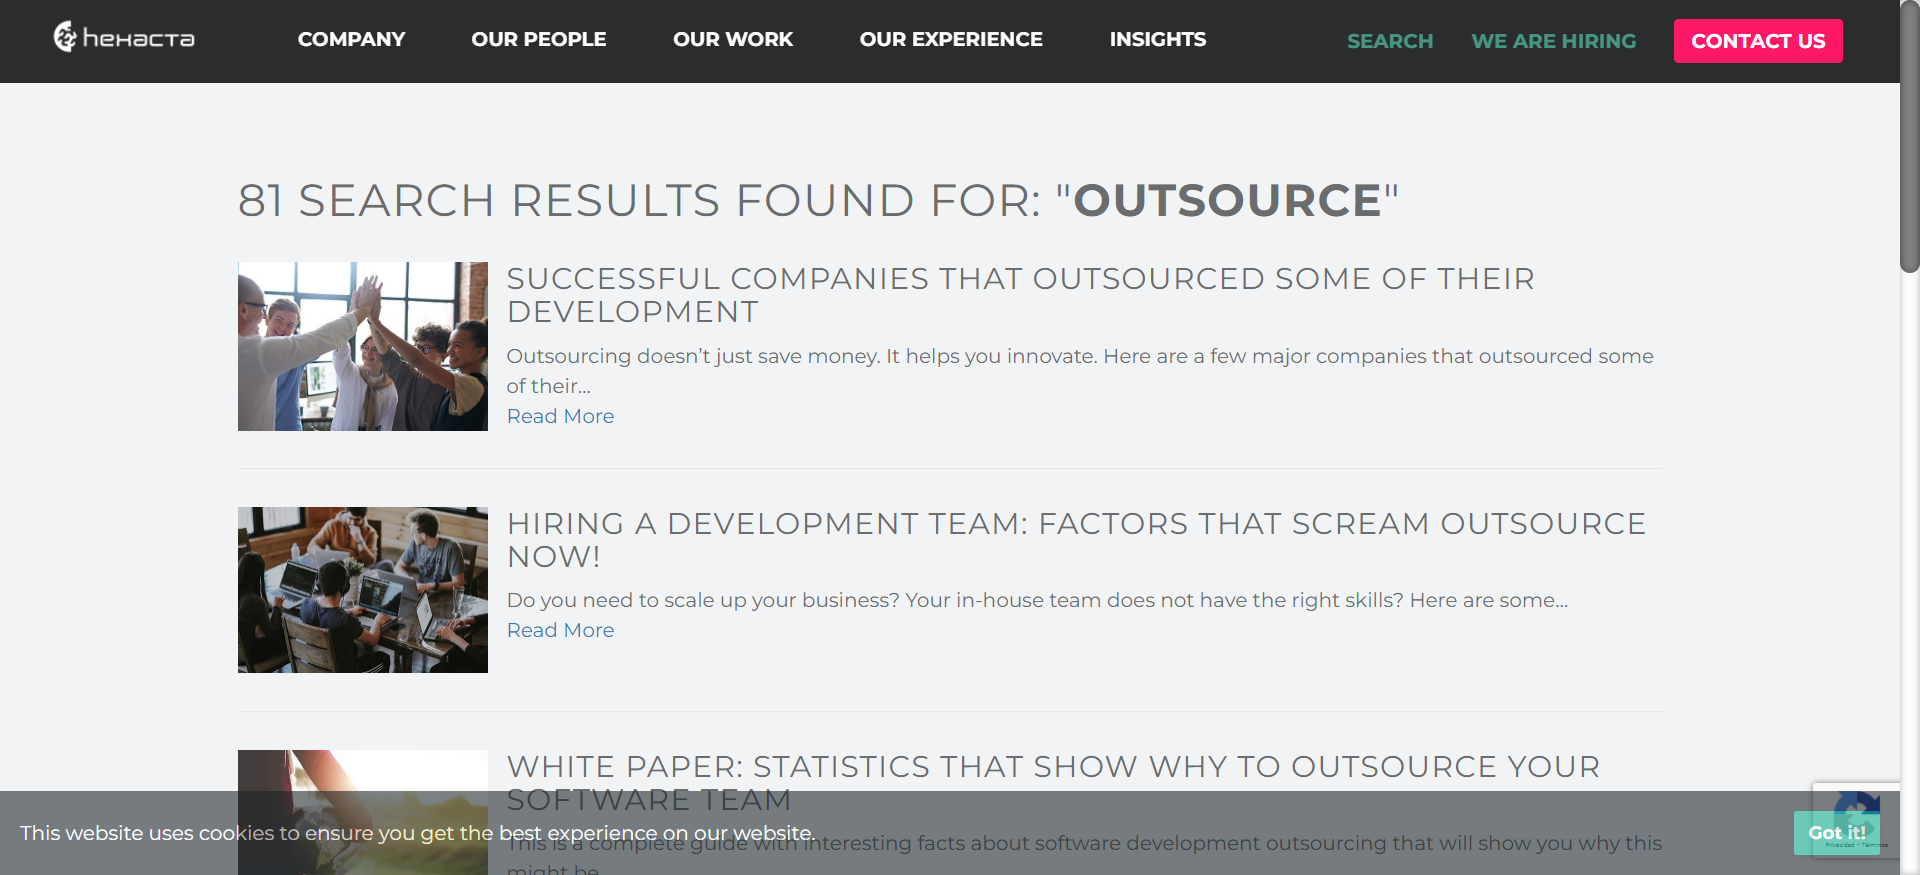 hexacta
COMPANY
OUR PEOPLE
OUR WORK
OUR EXPERIENCE
INSIGHTS
SEARCH
WE ARE HIRING
CONTACT US
81 SEARCH RESULTS FOUND FOR: "OUTSOURCE"
SUCCESSFUL COMPANIES THAT OUTSOURCED SOME OF THEIR
DEVELOPMENT
Outsourcing doesn’t just save money. It helps you innovate. Here are a few major companies that outsourced some
of their...
Read More
HIRING A DEVELOPMENT TEAM: FACTORS THAT SCREAM OUTSOURCE
NOW!
Do you need to scale up your business? Your in-house team does not have the right skills? Here are some...
Read More
WHITE PAPER: STATISTICS THAT SHOW WHY TO OUTSOURCE YOUR
SOFTWARE TEAM
This is a complete guide with interesting facts about software development outsourcing that will show you why this
might be
This website uses cookies to ensure you get the best experience on our website.
Got it!
Privacidad - Términos